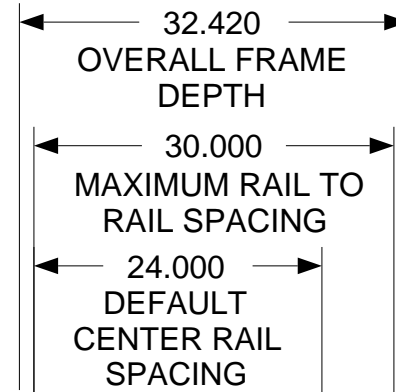 32.420
OVERALL FRAME
DEPTH
30.000
MAXIMUM RAIL TO
RAIL SPACING
24.000
DEFAULT
CENTER RAIL
SPACING